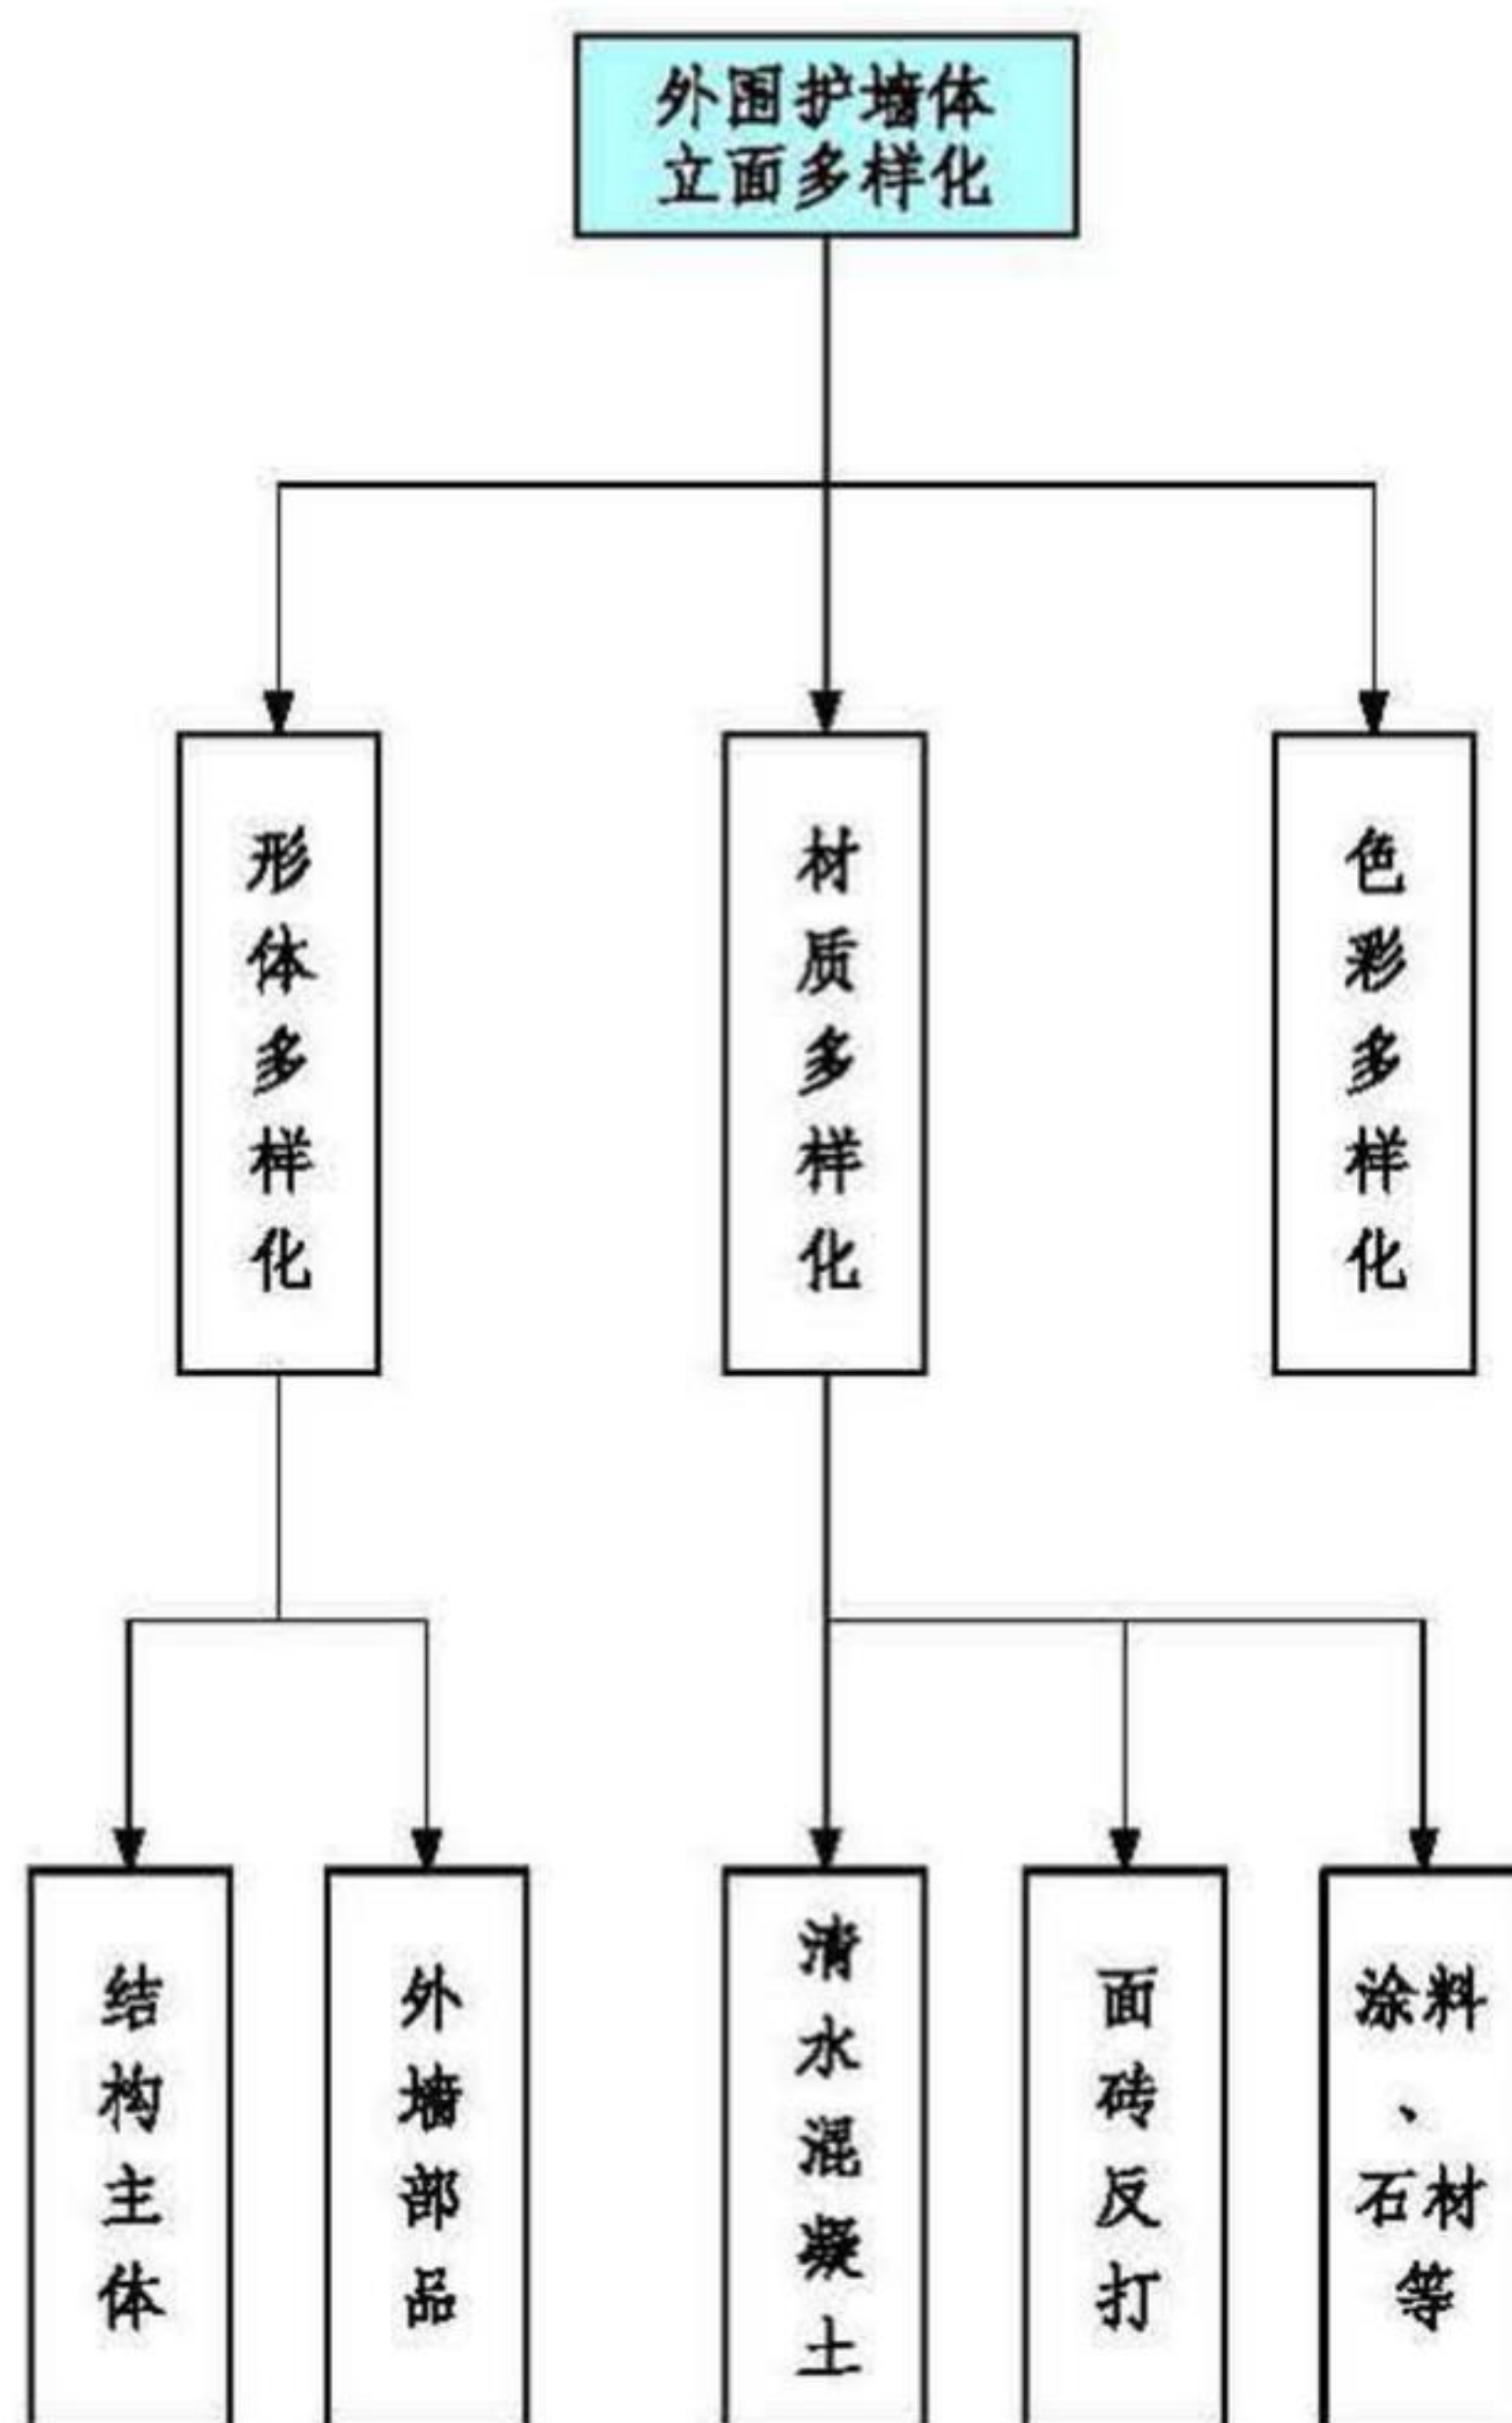 外围护墙体
立面多样化
形体多样化
材质多样化
色彩多样化
结构主体
外墙部品
清水混凝土
面砖反打
涂料
、
石材
等